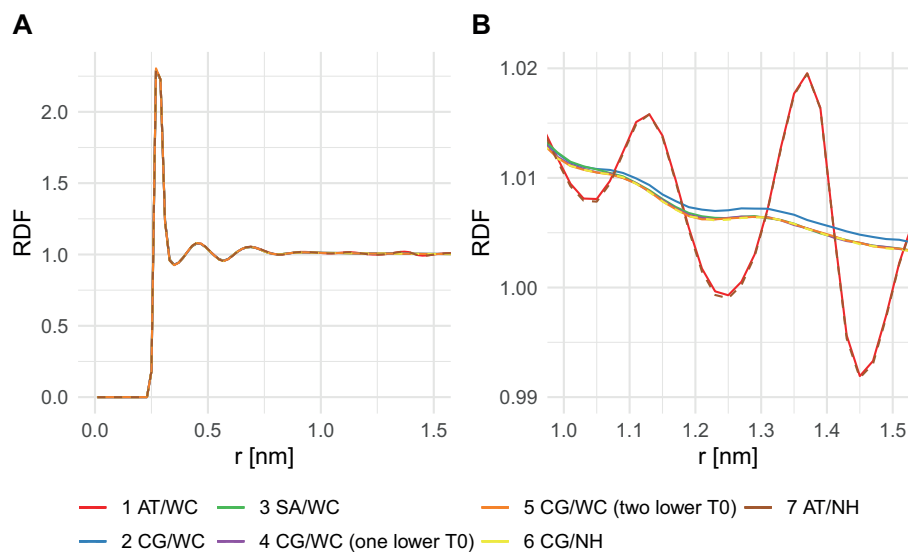 A
B
RDF
2.0
1.5
1.0
0.5
0.0
0.0 0.5 1.0 1.5
r [nm]
RDF
1.02
1.01
1.00
0.99
1.0 1.1 1.2 1.3 1.4 1.5
r [nm]
1 AT/WC 3 SA/WC 5 CG/WC (two lower T0) 7 AT/NH
2 CG/WC 4 CG/WC (one lower T0) 6 CG/NH